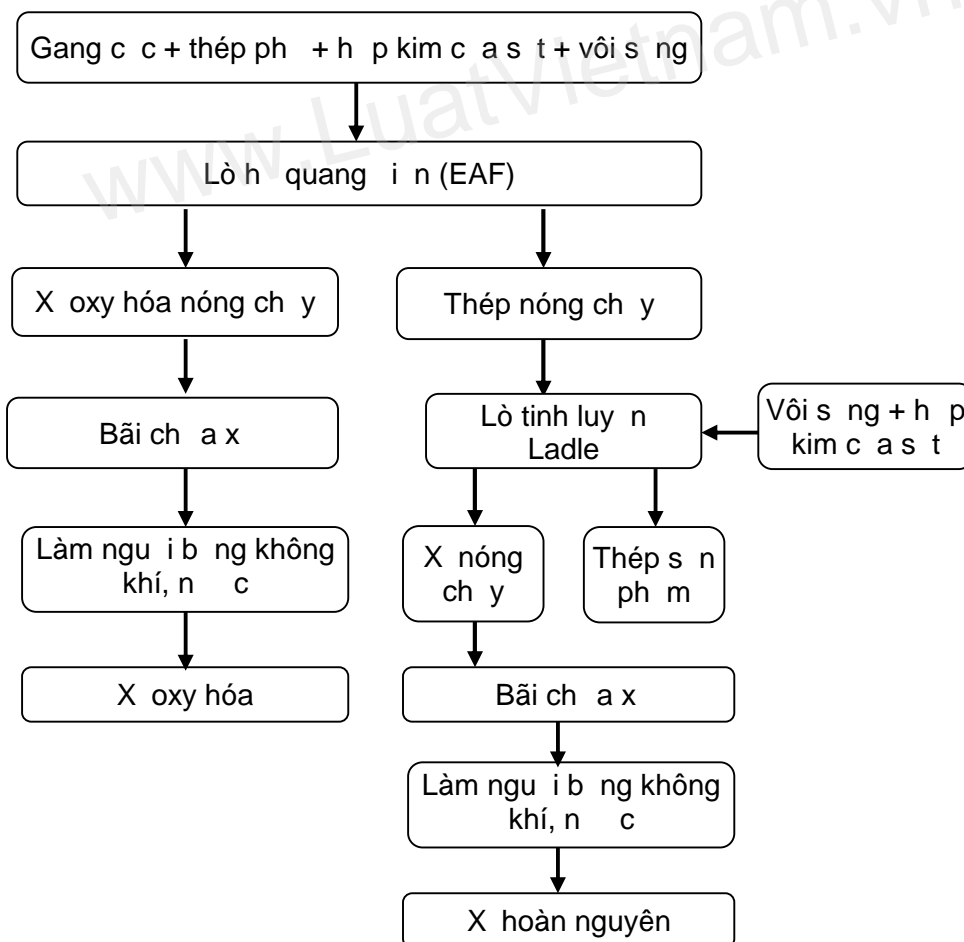 www.LuatVietnam.vn
Gang c c + thép ph + h p kim c a s t + vôi s ng
Lò h quang i n (EAF)
X oxy hóa nóng ch y
Thép nóng ch y
Bãi ch a x
Lò tinh luy n
Ladle
Vôi s ng + h p
kim c a s t
Làm ngu i b ng không
khí, n c
X nóng
ch y
Thép s n
ph m
X oxy hóa
Bãi ch a x
Làm ngu i b ng không
khí, n c
X hoàn nguyên